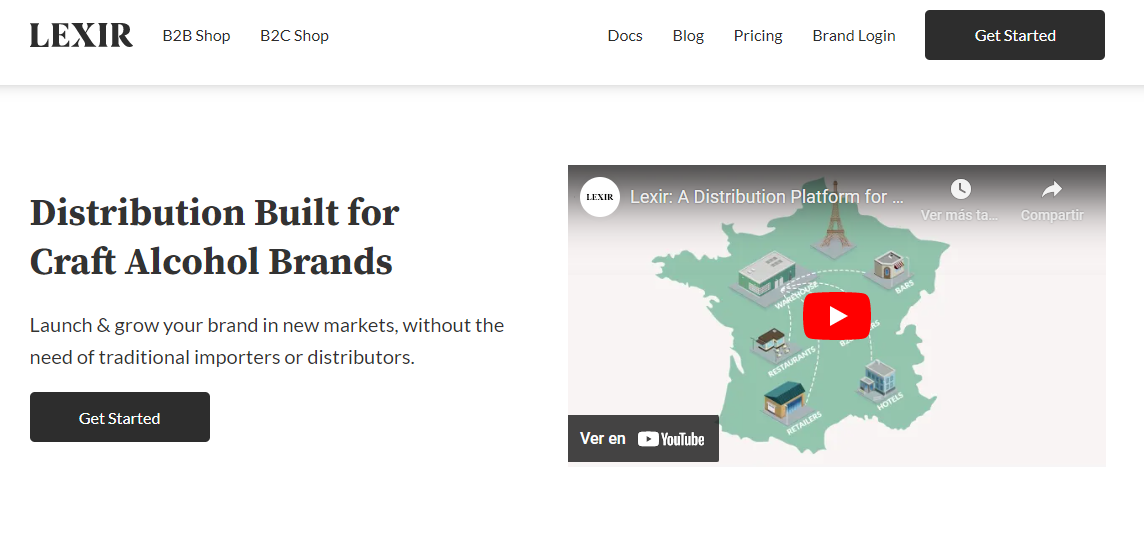 LEXIR B2B Shop B2C Shop Docs Blog Pricing Brand Login Get Started
Distribution Built for
Craft Alcohol Brands
Launch & grow your brand in new markets, without the
need of traditional importers or distributors.
Get Started
LEXIR Lexir: A Distribution Platform for ...
Ver más ta... Compartir
WAREHOUSE
BARS
RESTAURANTS
HOTELS
RETAILERS
Ver en YouTube